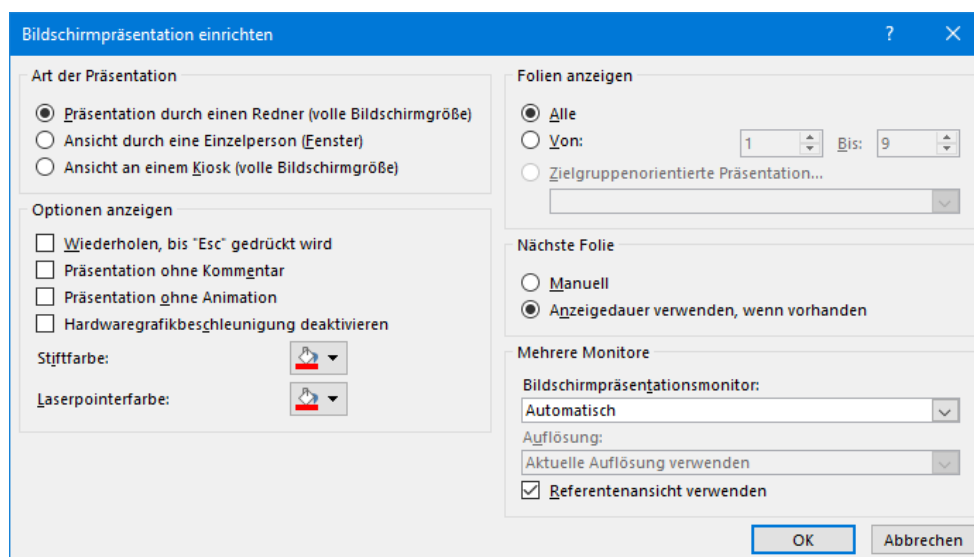 Bildschirmpräsentation einrichten
?
Art der Präsentation
Präsentation durch einen Redner (volle Bildschirmgröße)
Ansicht durch eine Einzelperson (Fenster)
Ansicht an einem Kiosk (volle Bildschirmgröße)
Optionen anzeigen
Wiederholen, bis "Esc" gedrückt wird
Präsentation ohne Kommentar
Präsentation ohne Animation
Hardwaregrafikbeschleunigung deaktivieren
Stiftfarbe:
Laserpointerfarbe:
Folien anzeigen
Alle
Von: 1 Bis: 9
Zielgruppenorientierte Präsentation...
Nächste Folie
Manuell
Anzeigedauer verwenden, wenn vorhanden
Mehrere Monitore
Bildschirmpräsentationsmonitor:
Automatisch
Auflösung:
Aktuelle Auflösung verwenden
Referentenansicht verwenden
OK Abbrechen